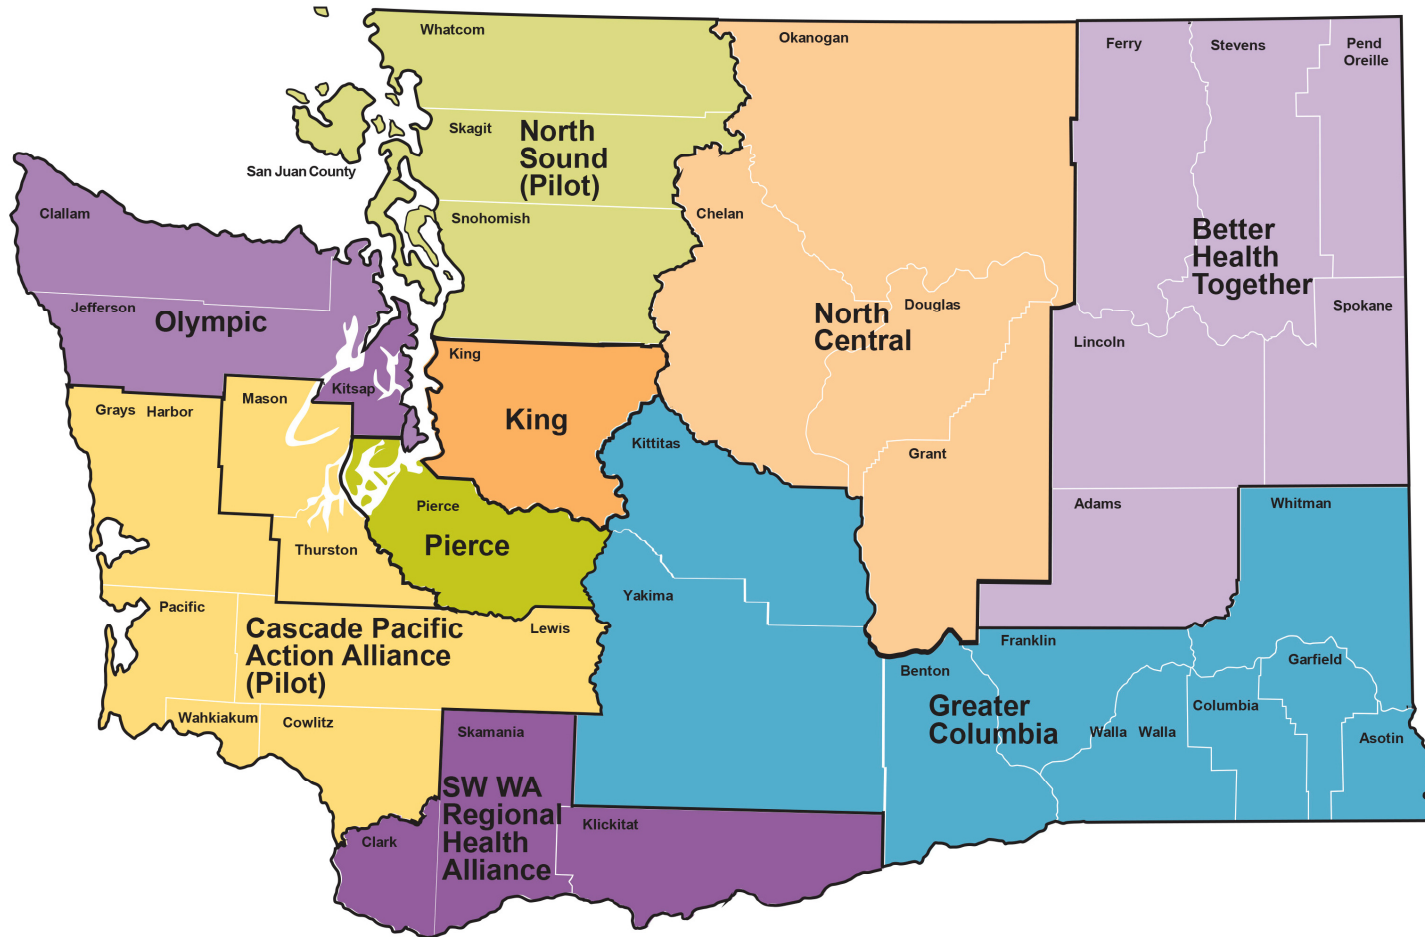 Whatcom
Okanogan
Ferry
Stevens
Pend
Oreille
Skagit
North
Sound
(Pilot)
San Juan County
Clallam
Snohomish
Chelan
Better
Health
Together
Jefferson
Olympic
Douglas
North
Central
Spokane
Lincoln
King
King
Kitsap
Mason
Grays Harbor
Kittitas
Grant
Adams
Whitman
Pierce
Pierce
Thurston
Yakima
Pacific
Cascade Pacific
Action Alliance
(Pilot)
Lewis
Franklin
Benton
Garfield
Greater
Columbia
Columbia
Walla Walla
Asotin
Wahkiakum
Cowlitz
Skamania
SW WA
Regional
Health
Alliance
Klickitat
Clark